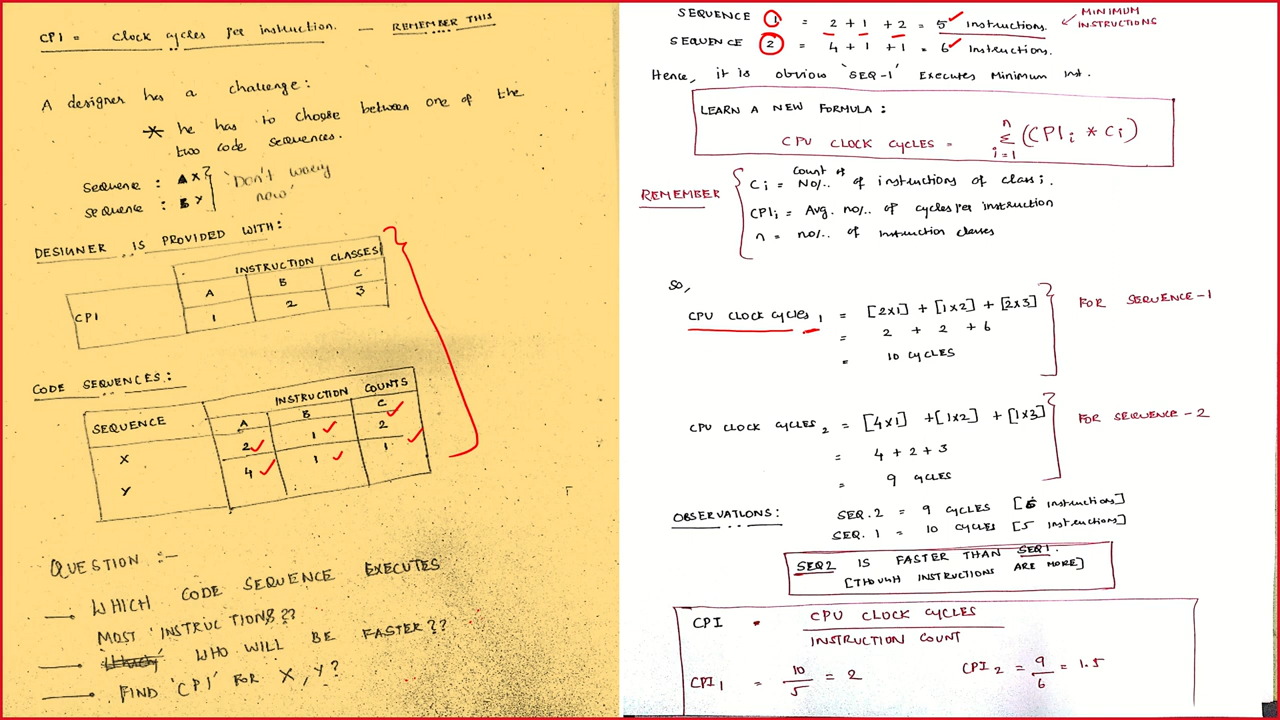 CPI = Clock cycles per instruction. — REMEMBER THIS
A designer has a challenge:
* he has to choose between one of the
two code sequences.
Sequence : A X?
Sequence : B Y
'Don't worry
now'
DESIGNER IS PROVIDED WITH:
INSTRUCTION CLASSES
A B C
CPI 1 2 3
CODE SEQUENCES:
SEQUENCE INSTRUCTION COUNTS
A B C
X 2 1 2
Y 4 1 1
QUESTION :-
— WHICH CODE SEQUENCE EXECUTES
MOST INSTRUCTIONS??
— Which WHO WILL BE FASTER??
— FIND 'CPI' FOR X, Y?
SEQUENCE 1 = 2 + 1 + 2 = 5 Instructions. MINIMUM
INSTRUCTIONS
SEQUENCE 2 = 4 + 1 + 1 = 6 Instructions.
Hence, it is obvious 'SEQ-1' Executes Minimum inst.
LEARN A NEW FORMULA:
CPU CLOCK CYCLES = n Σ i=1 (CPIi * Ci)
REMEMBER
Count of
Ci = No/.. of instructions of class i.
CPIi = Avg. no/.. of cycles per instruction
n = no/.. of instruction classes
So,
CPU CLOCK CYCLES 1 = [2x1] + [1x2] + [2x3] FOR SEQUENCE-1
= 2 + 2 + 6
= 10 CYCLES
CPU CLOCK CYCLES 2 = [4x1] + [1x2] + [1x3] FOR SEQUENCE-2
= 4 + 2 + 3
= 9 CYCLES
OBSERVATIONS: SEQ.2 = 9 CYCLES [6 instructions]
SEQ. 1 = 10 CYCLES [5 instructions]
SEQ2 IS FASTER THAN SEQ1.
[THOUGH INSTRUCTIONS ARE MORE]
CPI = CPU CLOCK CYCLES
INSTRUCTION COUNT
CPI 1 = 10/5 = 2 CPI 2 = 9/6 = 1.5